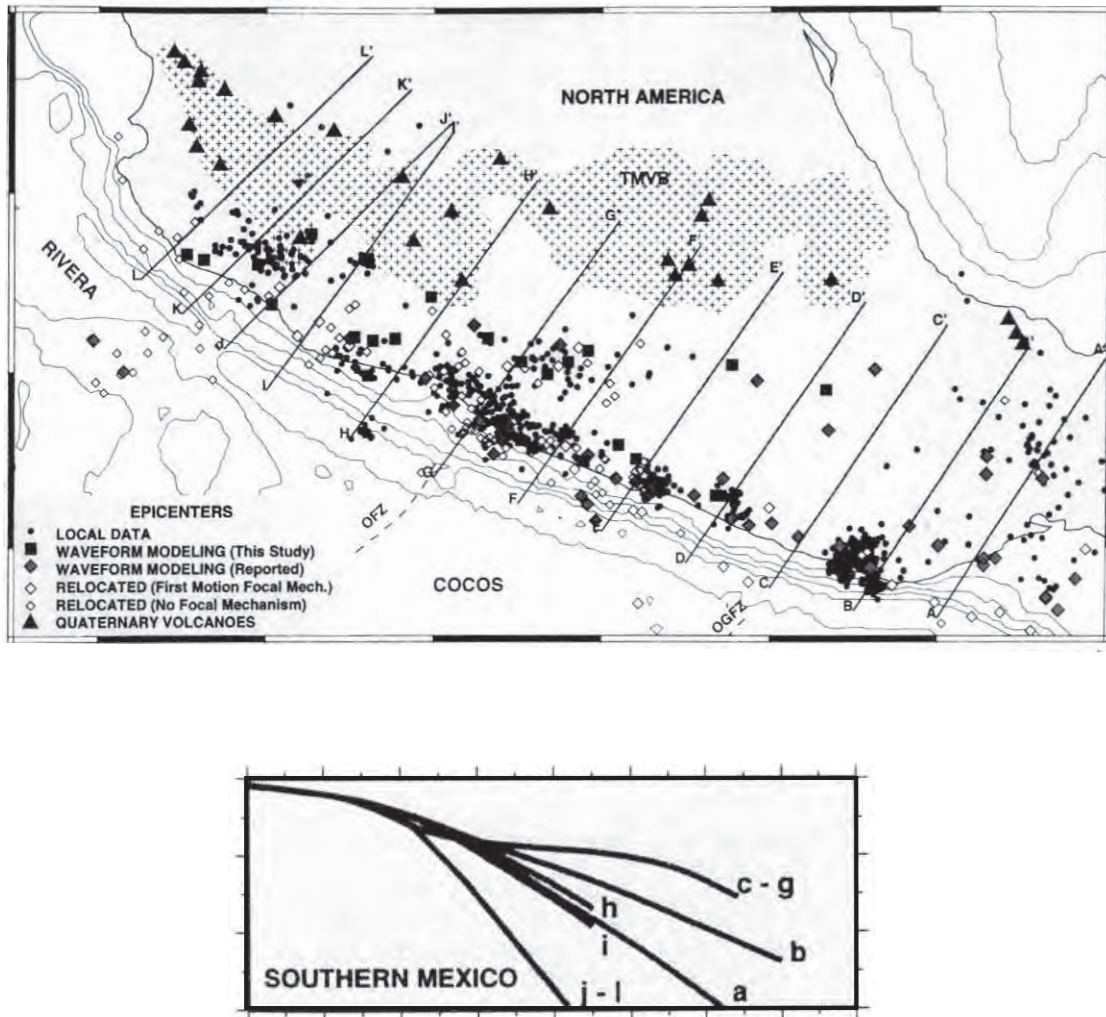 L'
K'
J'
I'
NORTH AMERICA
H'
TMVB
G'
F'
E'
D'
C'
B'
A'
RIVERA
L
K
J
I
H
G
F
E
D
C
B
A
OFZ
COCOS
OGFZ
EPICENTERS
LOCAL DATA
WAVEFORM MODELING (This Study)
WAVEFORM MODELING (Reported)
RELOCATED (First Motion Focal Mech.)
RELOCATED (No Focal Mechanism)
QUATERNARY VOLCANOES
c - g
h
b
i
SOUTHERN MEXICO
j - l
a